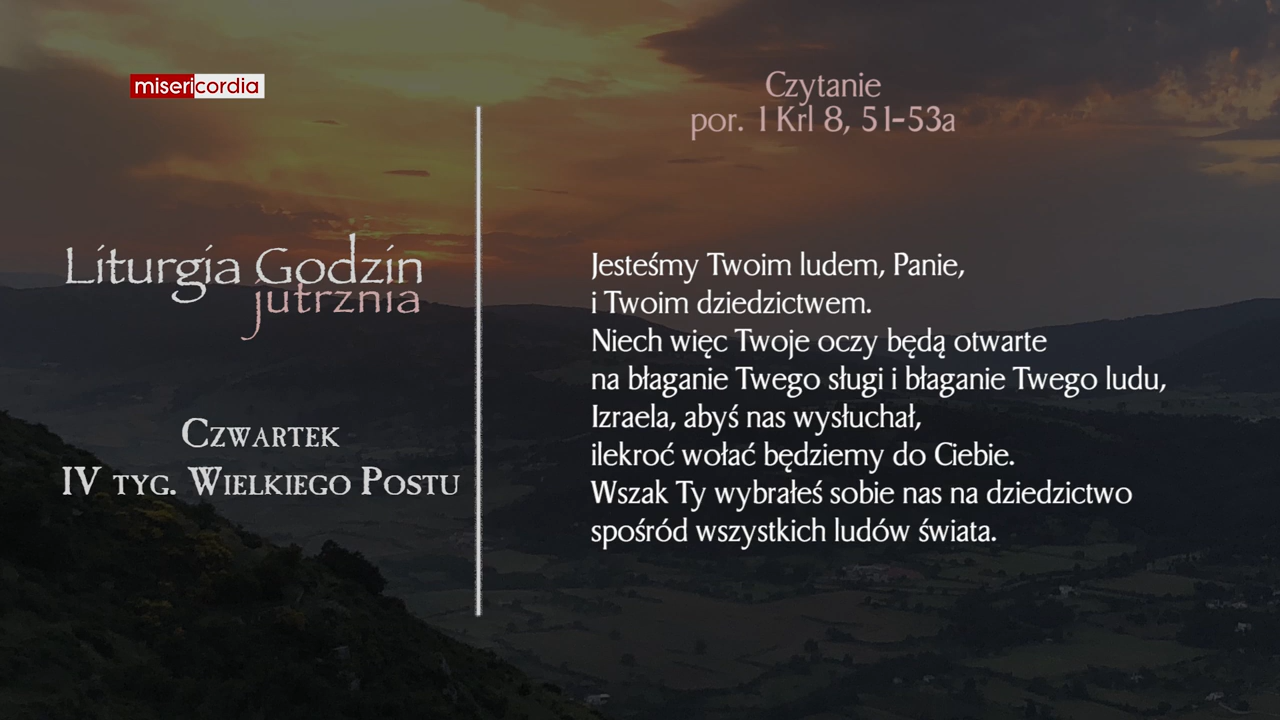 misericordia
Liturgia Godzin
jutrznia
Czwartek
IV tyg. Wielkiego Postu
Czytanie
por. 1 Krl 8, 51-53a
Jesteśmy Twoim ludem, Panie,
i Twoim dziedzictwem.
Niech więc Twoje oczy będą otwarte
na błaganie Twego sługi i błaganie Twego ludu,
Izraela, abyś nas wysłuchał,
ilekroć wołać będziemy do Ciebie.
Wszak Ty wybrałeś sobie nas na dziedzictwo
spośród wszystkich ludów świata.